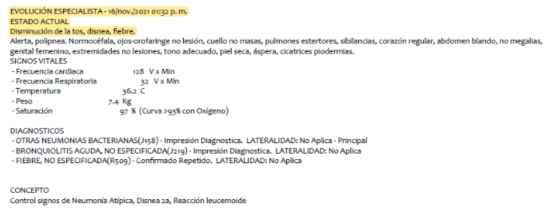 EVOLUCIÓN ESPECIALISTA - 16/nov./2021 01:32 p. m.
ESTADO ACTUAL
Disminución de la tos, disnea, fiebre.
Alerta, polipnea. Normocéfala, ojos-orofaringe no lesión, cuello no masas, pulmones estertores, sibilancias, corazón regular, abdomen blando, no megalias,
genital femenino, extremidades no lesiones, tono adecuado, piel seca, áspera, cicatrices piodermias.
SIGNOS VITALES
- Frecuencia cardiaca 128 V x Min
- Frecuencia Respiratoria 32 V x Min
- Temperatura 36.2 C
- Peso 7.4 Kg
- Saturación 97 % (Curva >93% con Oxígeno)
DIAGNOSTICOS
- OTRAS NEUMONIAS BACTERIANAS(J158) - Impresión Diagnostica. LATERALIDAD: No Aplica - Principal
- BRONQUIOLITIS AGUDA, NO ESPECIFICADA(J219) - Impresión Diagnostica. LATERALIDAD: No Aplica
- FIEBRE, NO ESPECIFICADA(R509) - Confirmado Repetido. LATERALIDAD: No Aplica
CONCEPTO
Control signos de Neumonía Atípica, Disnea 2a, Reacción leucemoide